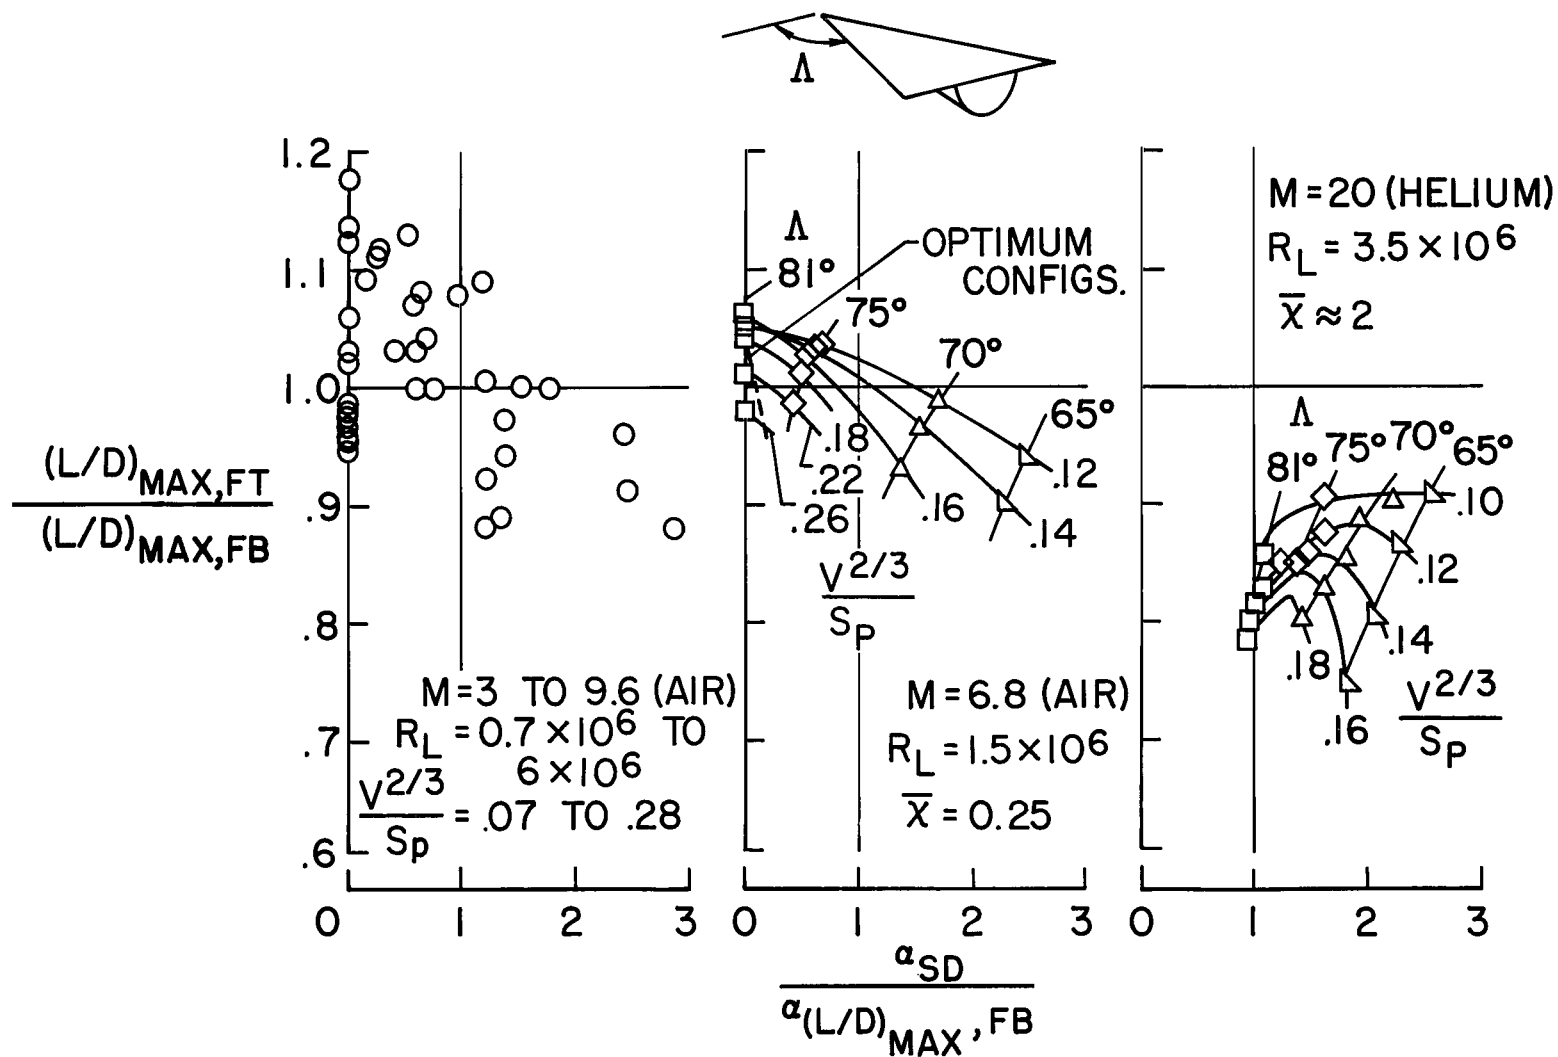 Λ
(L/D)MAX,FT
(L/D)MAX,FB
1.2
1.1
1.0
.9
.8
.7
.6
M=3 TO 9.6 (AIR)
RL = 0.7×10⁶ TO
6×10⁶
V2/3
Sp
= .07 TO .28
0 1 2 3
Λ
81°
OPTIMUM
CONFIGS.
75°
70°
65°
.18
.22
.26
.16
.14
.12
V2/3
Sp
M=6.8 (AIR)
RL = 1.5×10⁶
χ̄ = 0.25
0 1 2 3
M=20 (HELIUM)
RL = 3.5×10⁶
χ̄ ≈ 2
Λ
81° 75° 70° 65°
.10
.12
.14
.18
.16
V2/3
Sp
0 1 2 3
αSD
α(L/D)MAX, FB